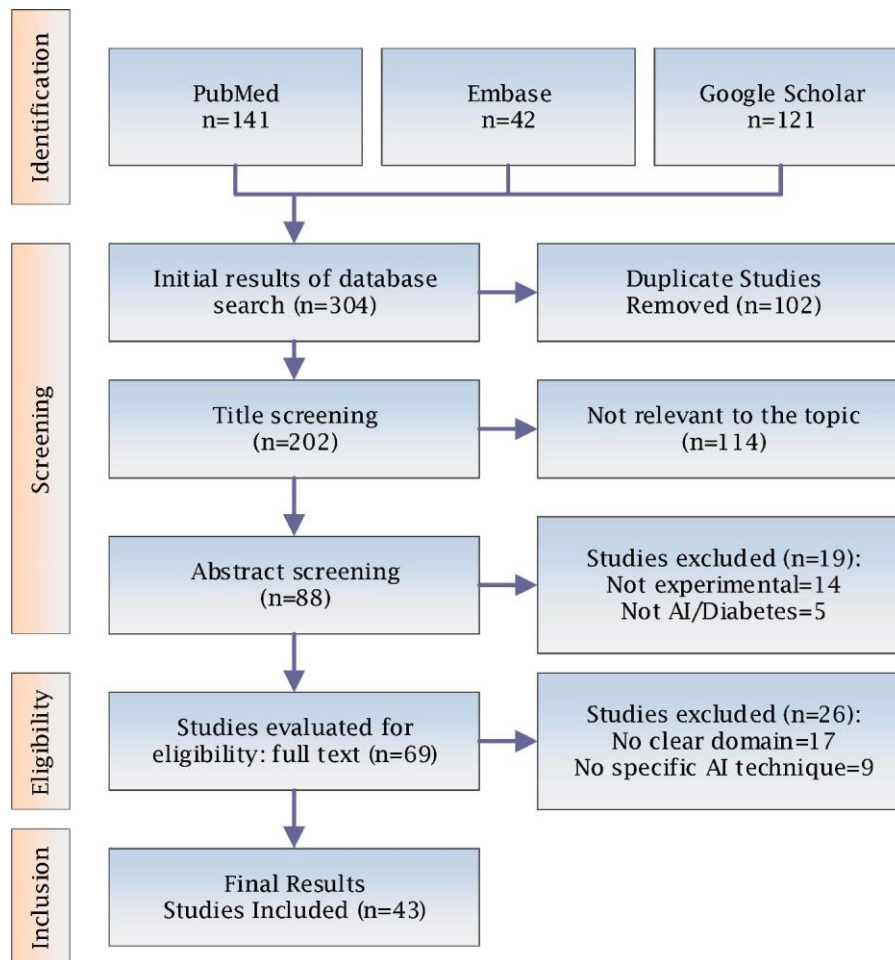 Identification
PubMed
n=141
Embase
n=42
Google Scholar
n=121
Screening
Initial results of database
search (n=304)
Duplicate Studies
Removed (n=102)
Title screening
(n=202)
Not relevant to the topic
(n=114)
Abstract screening
(n=88)
Studies excluded (n=19):
Not experimental=14
Not AI/Diabetes=5
Eligibility
Studies evaluated for
eligibility: full text (n=69)
Studies excluded (n=26):
No clear domain=17
No specific AI technique=9
Inclusion
Final Results
Studies Included (n=43)